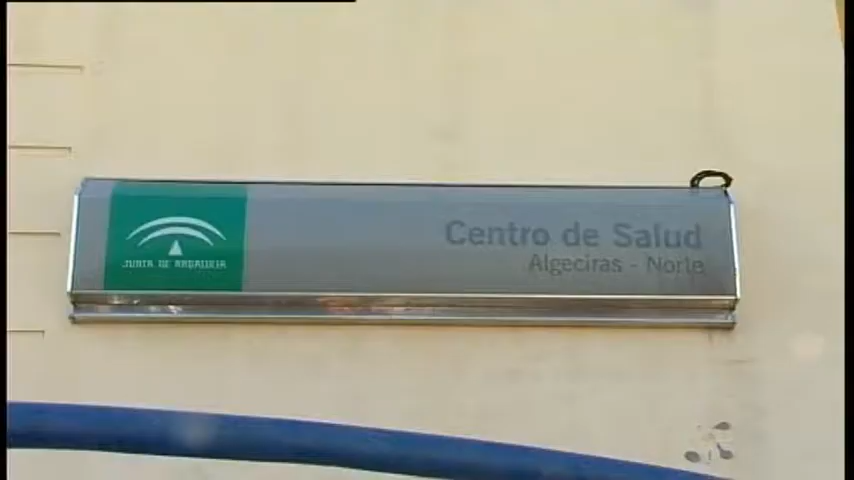 JUNTA DE ANDALUCIA
Centro de Salud
Algeciras - Norte